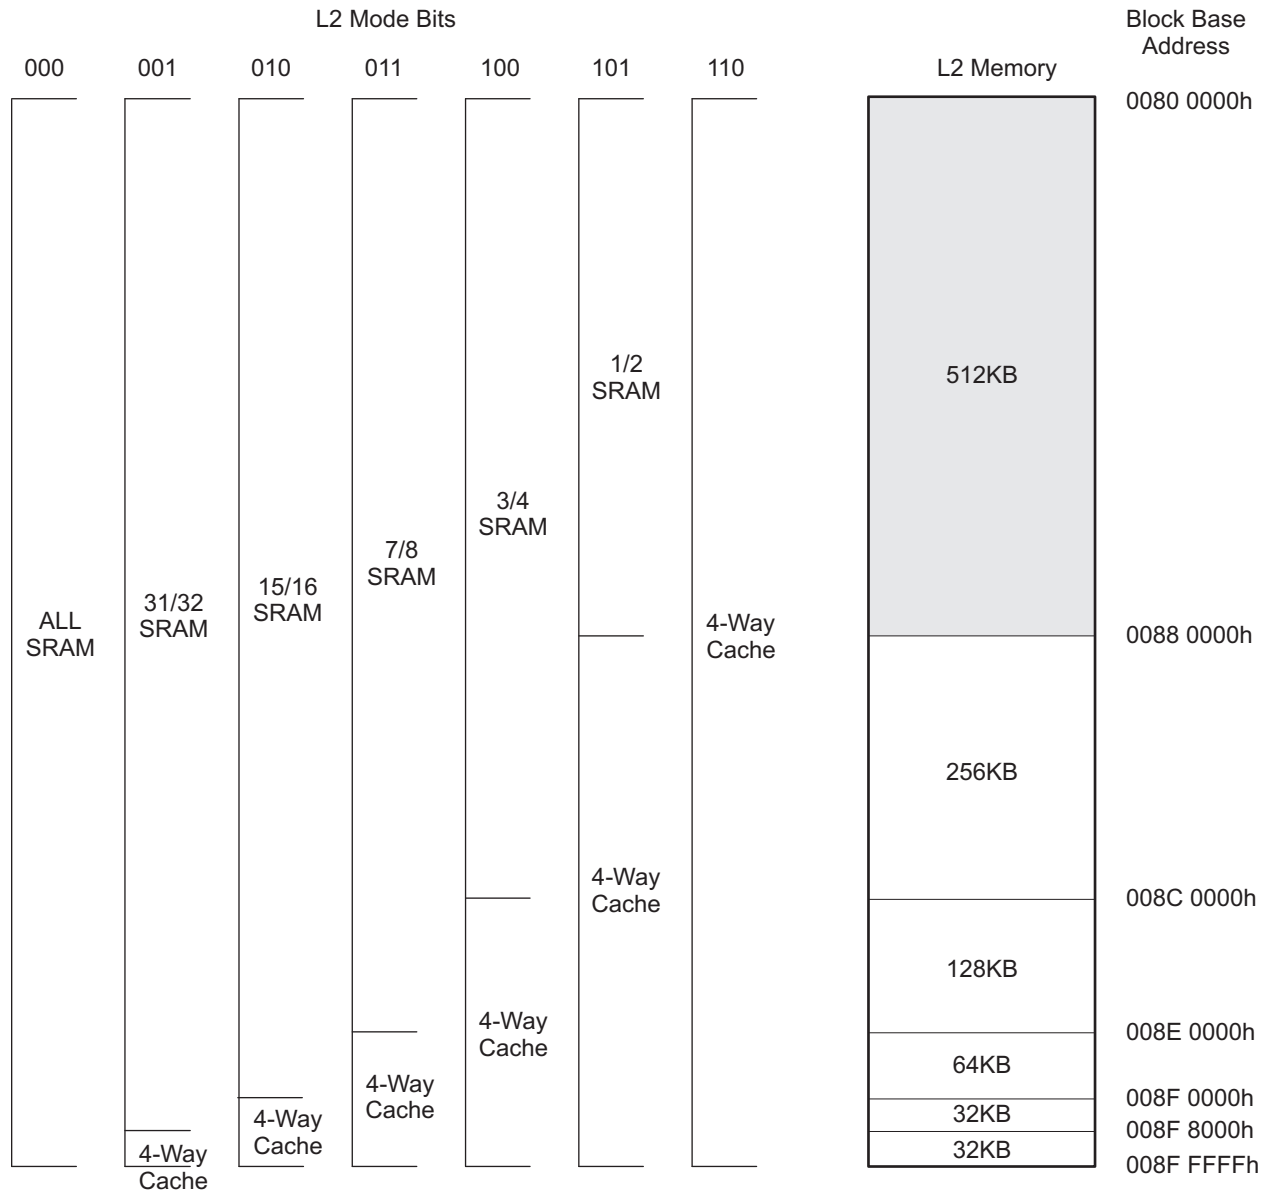 L2 Mode Bits
Block Base
Address
000 001 010 011 100 101 110
L2 Memory
0080 0000h
1/2
SRAM
512KB
3/4
SRAM
7/8
SRAM
15/16
SRAM
31/32
SRAM
ALL
SRAM
4-Way
Cache
0088 0000h
256KB
4-Way
Cache
008C 0000h
128KB
4-Way
Cache
008E 0000h
64KB
4-Way
Cache
008F 0000h
32KB
4-Way
Cache
008F 8000h
32KB
4-Way
Cache
008F FFFFh